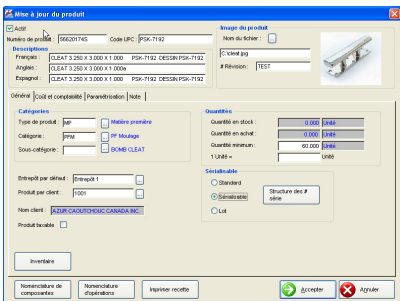 Mise à jour du produit
Actif
Numéro de produit : 56620174S Code UPC : PSK-7192
Descriptions
Français : CLEAT 3.250 X 3.000 X 1.000 PSK-7192 DESSIN PSK-7192
Anglais : CLEAT 3.250 X 3.000 X 1.000s
Espagnol : CLEAT 3.250 X 3.000 X 1.000 PSK-7192 DESSIN PSK-7192
Image du produit
Nom du fichier : ...
C:\cleat.jpg
# Révision : TEST
Général Coût et comptabilité Paramétrisation Note
Catégories
Type de produit : MP ... Matière première
Catégorie : PFM ... PF Moulage
Sous-catégorie : ... BOMB CLEAT
Entrepôt par défaut : Entrepôt 1 ...
Produit par client : 1001 ...
Nom client : AZUR CAOUTCHOUC CANADA INC.
Produit taxable
Inventaire
Quantités
Quantité en stock : 0.000 Unité
Quantité en achat : 0.000 Unité
Quantité minimum : 60.000 Unité
1 Unité = Unité
Sérialisable
Standard
Sérialisable
Lot
Structure des #
série
Nomenclature de
composantes
Nomenclature
d'opérations
Imprimer recette
Accepter
Annuler